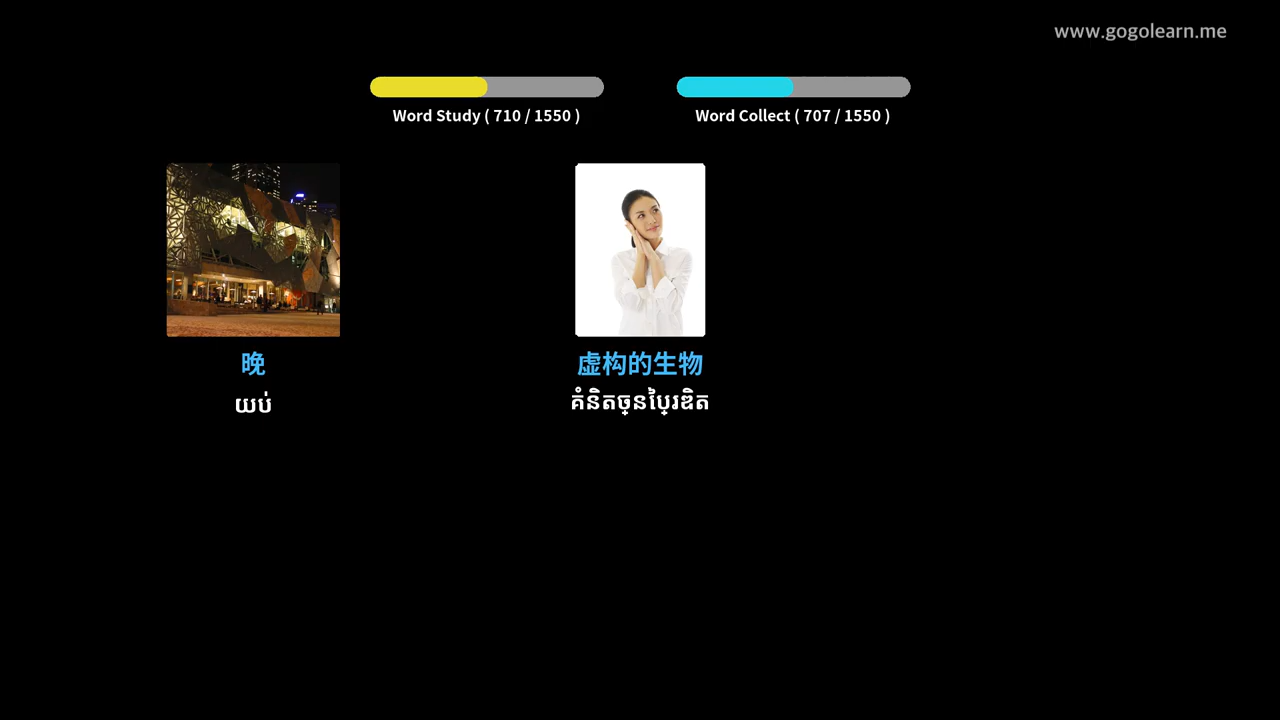 www.gogolearn.me
Word Study ( 710 / 1550 )
Word Collect ( 707 / 1550 )
晚
虚构的生物
យប់
គំនិតច្នៃប្រឌិត